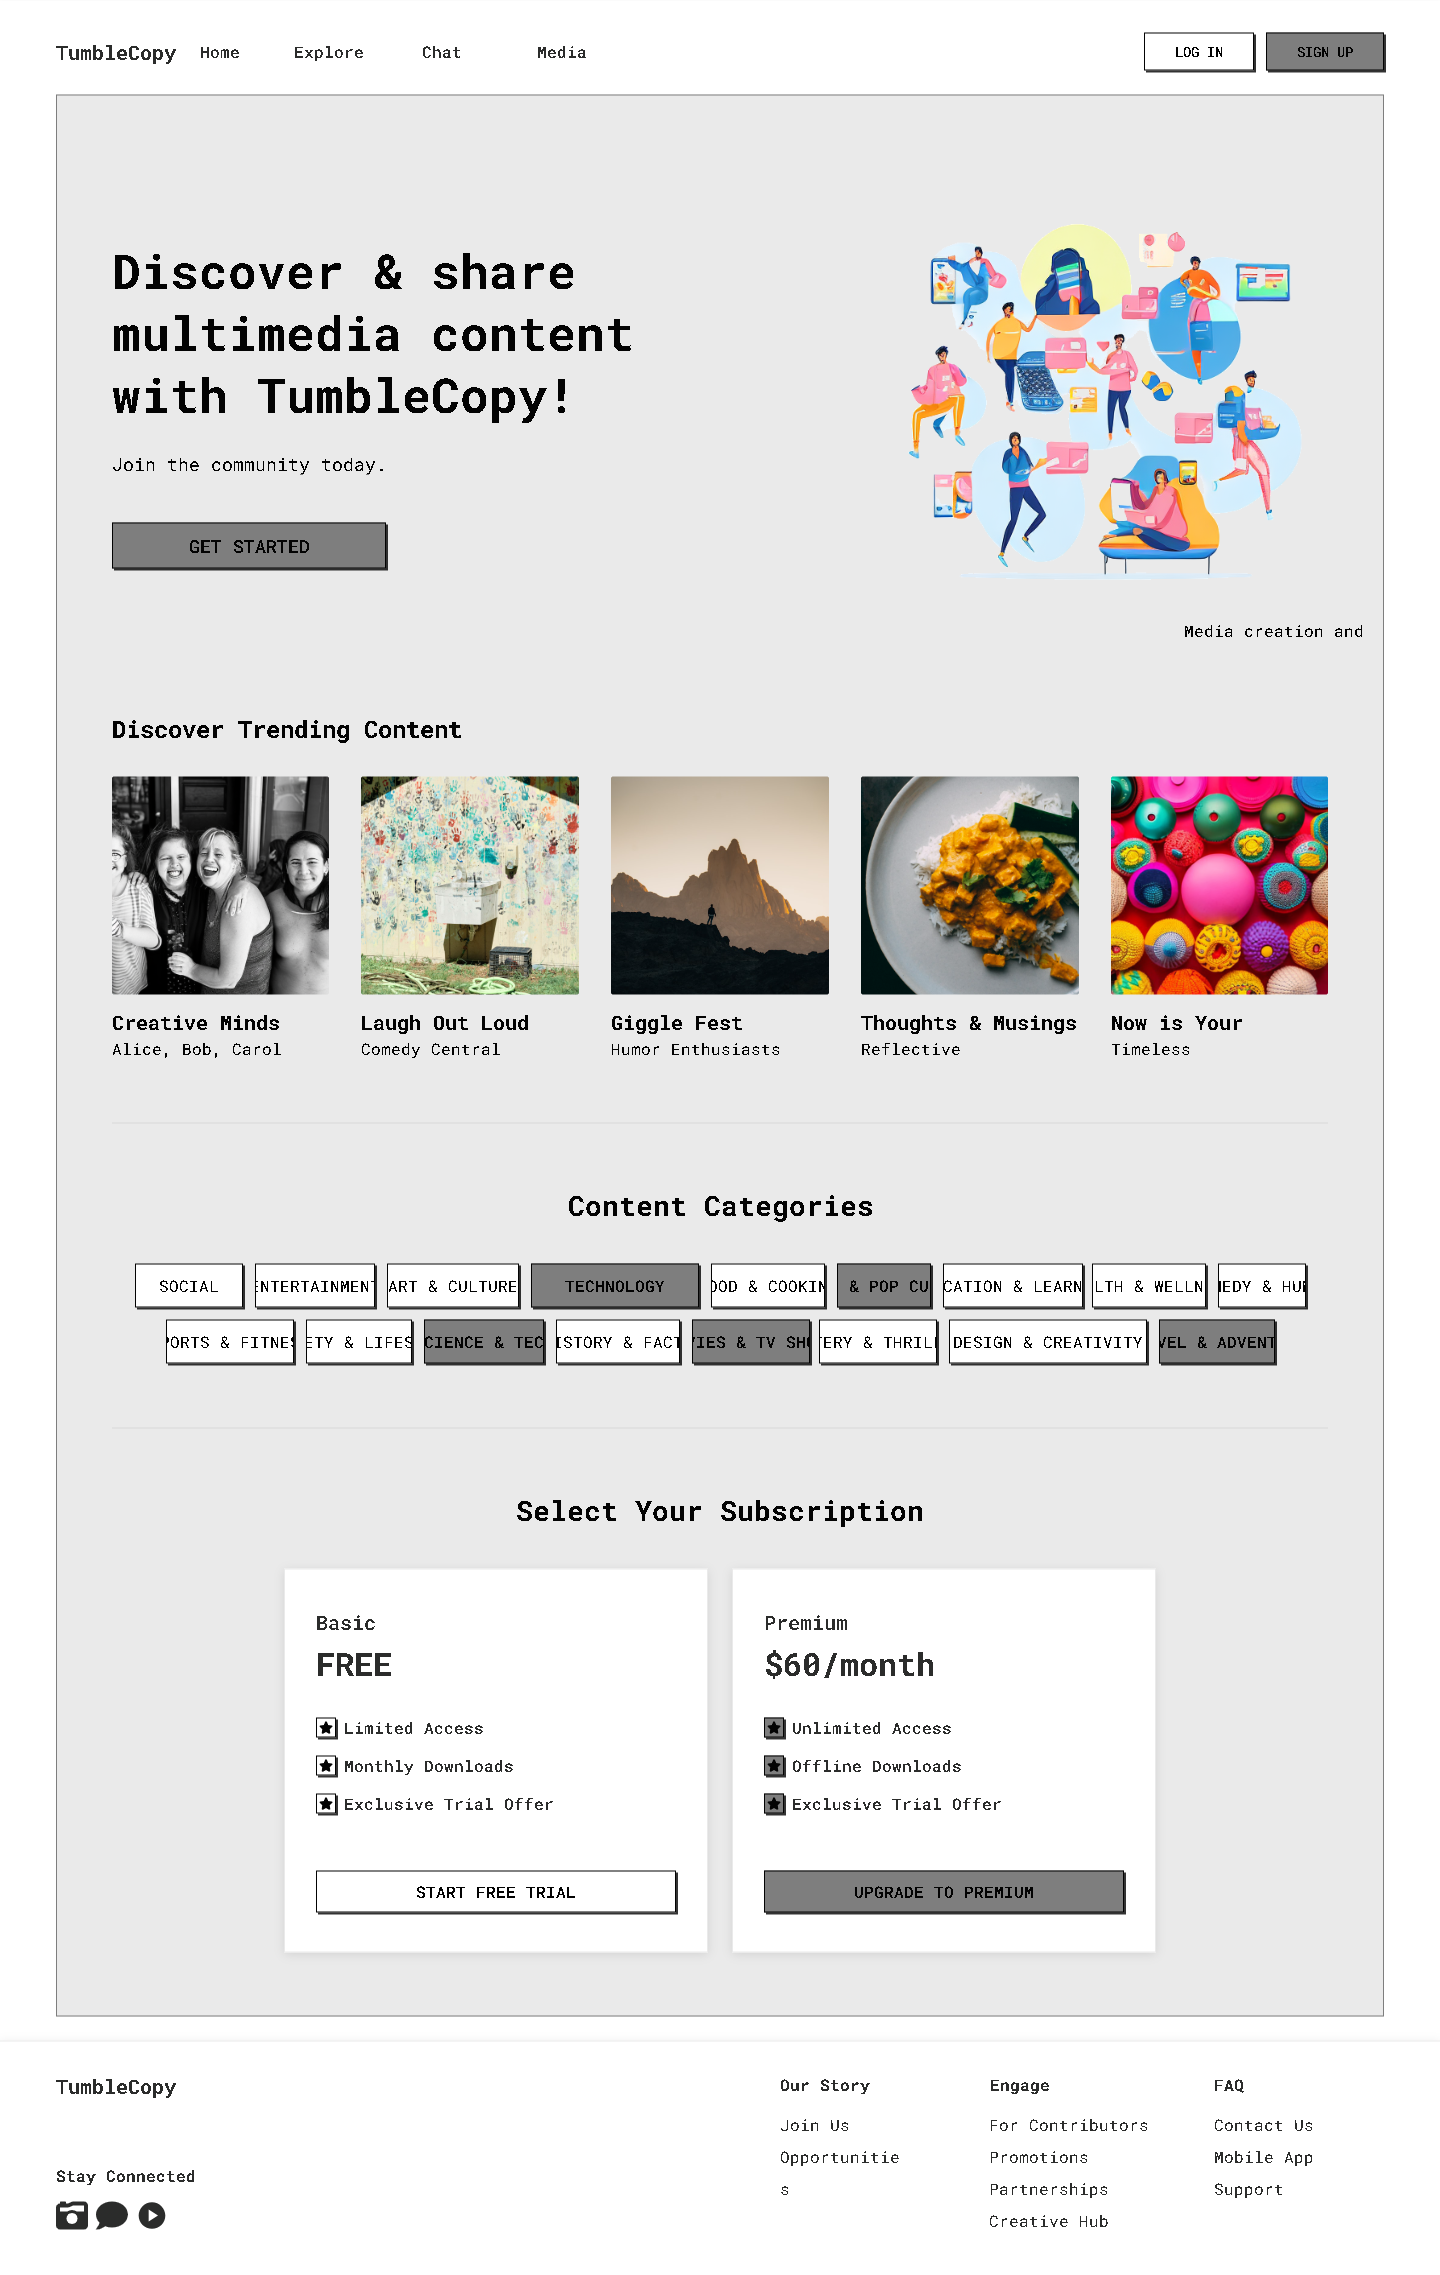 TumbleCopy Home Explore Chat Media LOG IN SIGN UP
Discover & share
multimedia content
with TumbleCopy!
Join the community today.
GET STARTED
Media creation and
Discover Trending Content
Creative Minds Laugh Out Loud Giggle Fest Thoughts & Musings Now is Your
Alice, Bob, Carol Comedy Central Humor Enthusiasts Reflective Timeless
Content Categories
SOCIAL NTERTAINMENT ART & CULTURE TECHNOLOGY OOD & COOKIN & POP CU CATION & LEARN LTH & WELLN EDY & HU
PORTS & FITNES ETY & LIFES CIENCE & TEC ISTORY & FACT VIES & TV SH ERY & THRIL DESIGN & CREATIVITY VEL & ADVENT
Select Your Subscription
Basic
FREE
Limited Access
Monthly Downloads
Exclusive Trial Offer
START FREE TRIAL
Premium
$60/month
Unlimited Access
Offline Downloads
Exclusive Trial Offer
UPGRADE TO PREMIUM
TumbleCopy
Stay Connected
Our Story
Join Us
Opportunitie
s
Engage
For Contributors
Promotions
Partnerships
Creative Hub
FAQ
Contact Us
Mobile App
Support